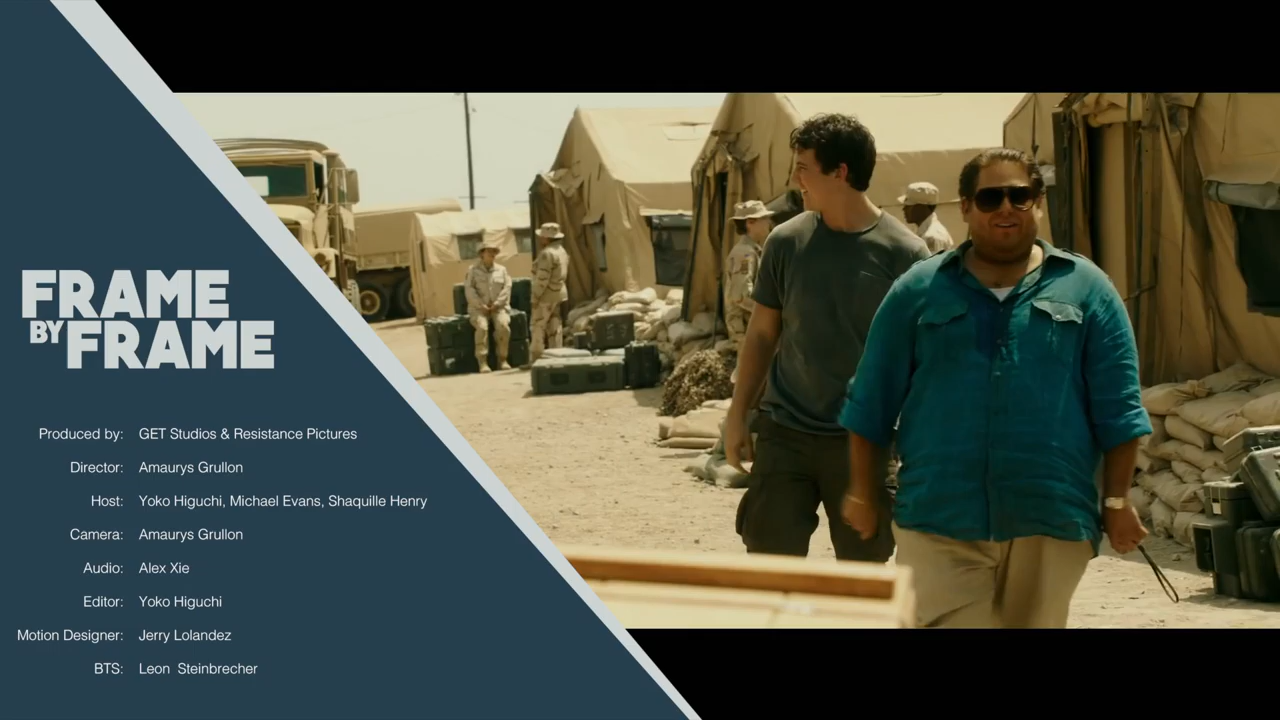 FRAME
BY FRAME
Produced by: GET Studios & Resistance Pictures
Director: Amaurys Grullon
Host: Yoko Higuchi, Michael Evans, Shaquille Henry
Camera: Amaurys Grullon
Audio: Alex Xie
Editor: Yoko Higuchi
Motion Designer: Jerry Lolandez
BTS: Leon Steinbrecher